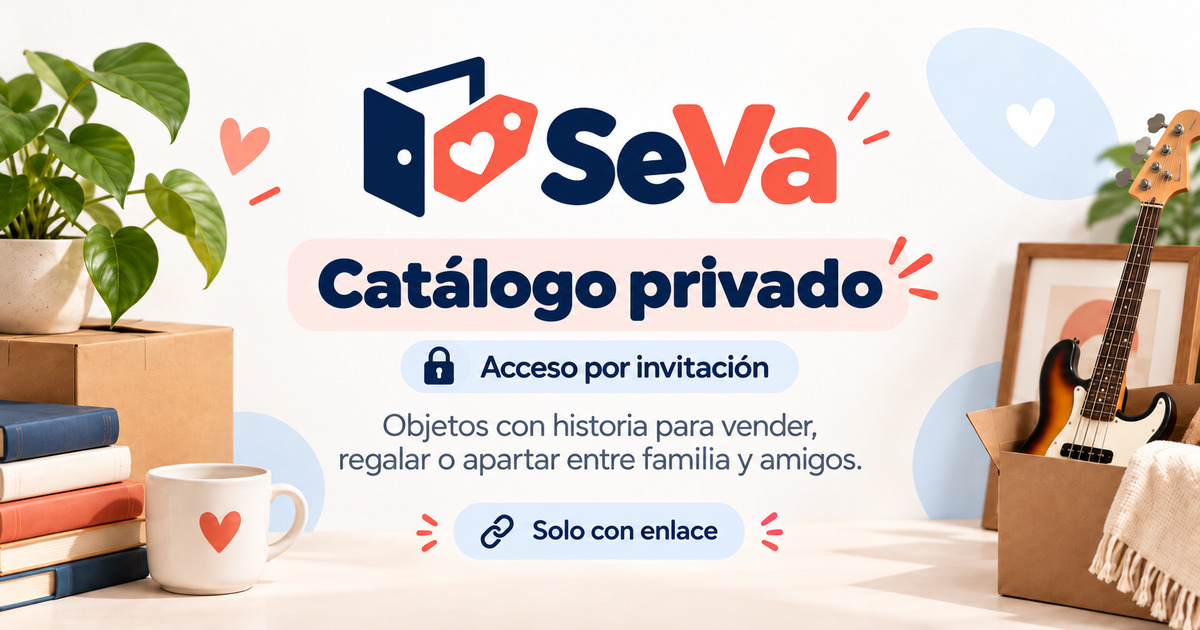 SeVa
Catálogo privado
Acceso por invitación
Objetos con historia para vender,
regalar o apartar entre familia y amigos.
Solo con enlace